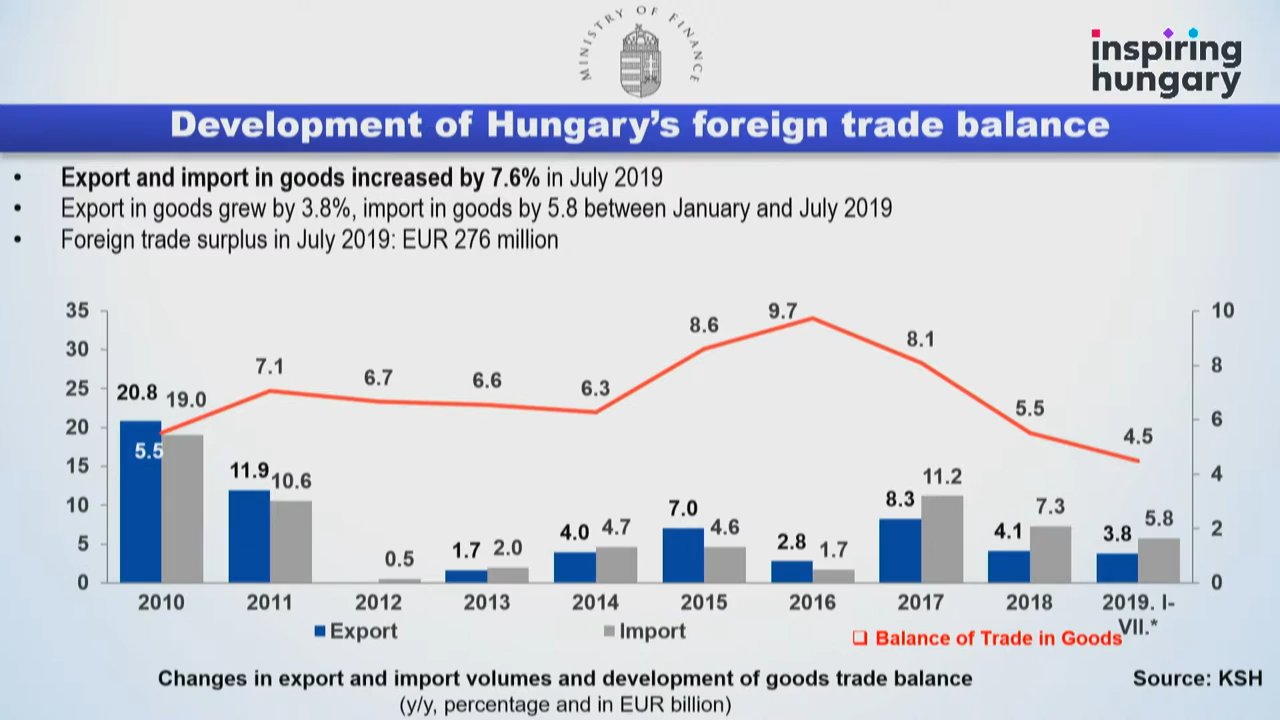 MINISTRY OF FINANCE
inspiring
hungary
Development of Hungary's foreign trade balance
• Export and import in goods increased by 7.6% in July 2019
• Export in goods grew by 3.8%, import in goods by 5.8 between January and July 2019
• Foreign trade surplus in July 2019: EUR 276 million
35 30 25 20 15 10 5 0
20.8 11.9 1.7 4.0 7.0 2.8 8.3 4.1 3.8
19.0 10.6 0.5 2.0 4.7 4.6 1.7 11.2 7.3 5.8
5.5 7.1 6.7 6.6 6.3 8.6 9.7 8.1 5.5 4.5
10 8 6 4 2 0
2010 2011 2012 2013 2014 2015 2016 2017 2018 2019. I-
VII.*
Export Import Balance of Trade in Goods
Changes in export and import volumes and development of goods trade balance
(y/y, percentage and in EUR billion)
Source: KSH